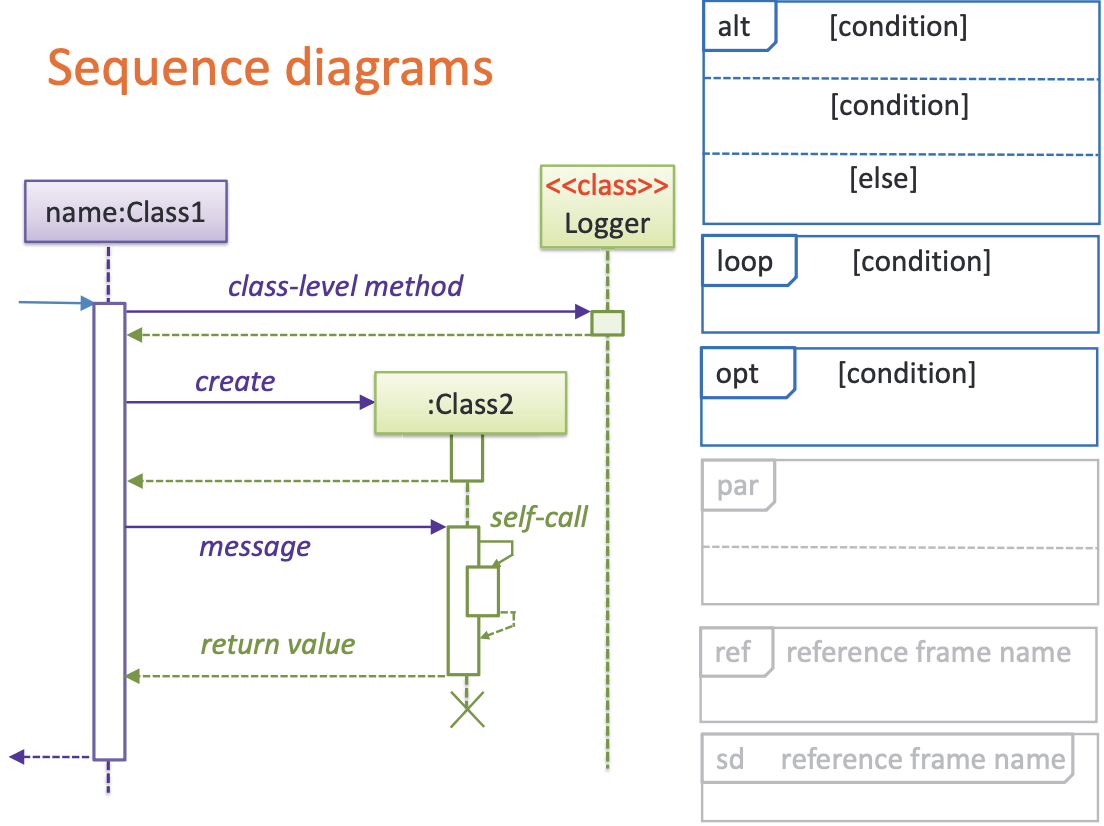 Sequence diagrams
name:Class1
<<class>>
Logger
class-level method
create
:Class2
self-call
message
return value
alt [condition]
[condition]
[else]
loop [condition]
opt [condition]
par
ref reference frame name
sd reference frame name